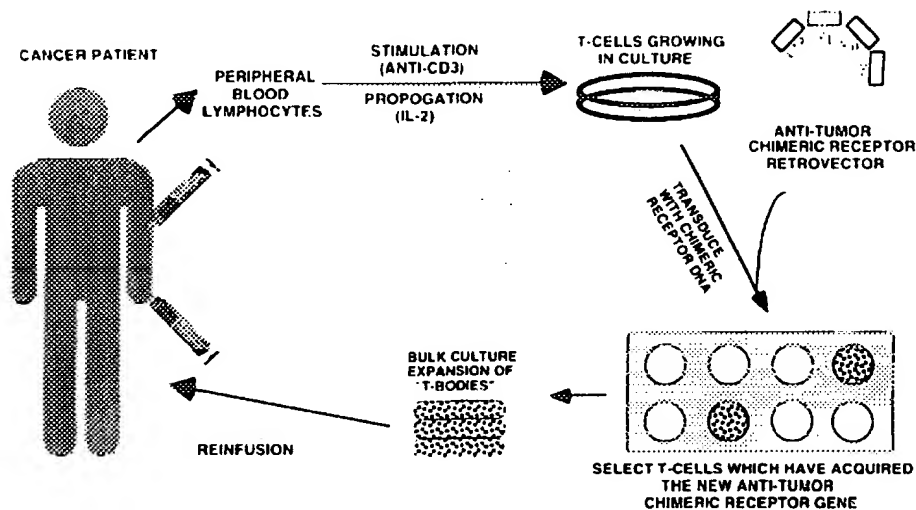 CANCER PATIENT
PERIPHERAL
BLOOD
LYMPHOCYTES
STIMULATION
(ANTI-CD3)
PROPOGATION
(IL-2)
T-CELLS GROWING
IN CULTURE
ANTI-TUMOR
CHIMERIC RECEPTOR
RETROVECTOR
TRANSDUCE
WITH CHIMERIC
RECEPTOR DNA
SELECT T-CELLS WHICH HAVE ACQUIRED
THE NEW ANTI-TUMOR
CHIMERIC RECEPTOR GENE
BULK CULTURE
EXPANSION OF
"T-BODIES"
REINFUSION